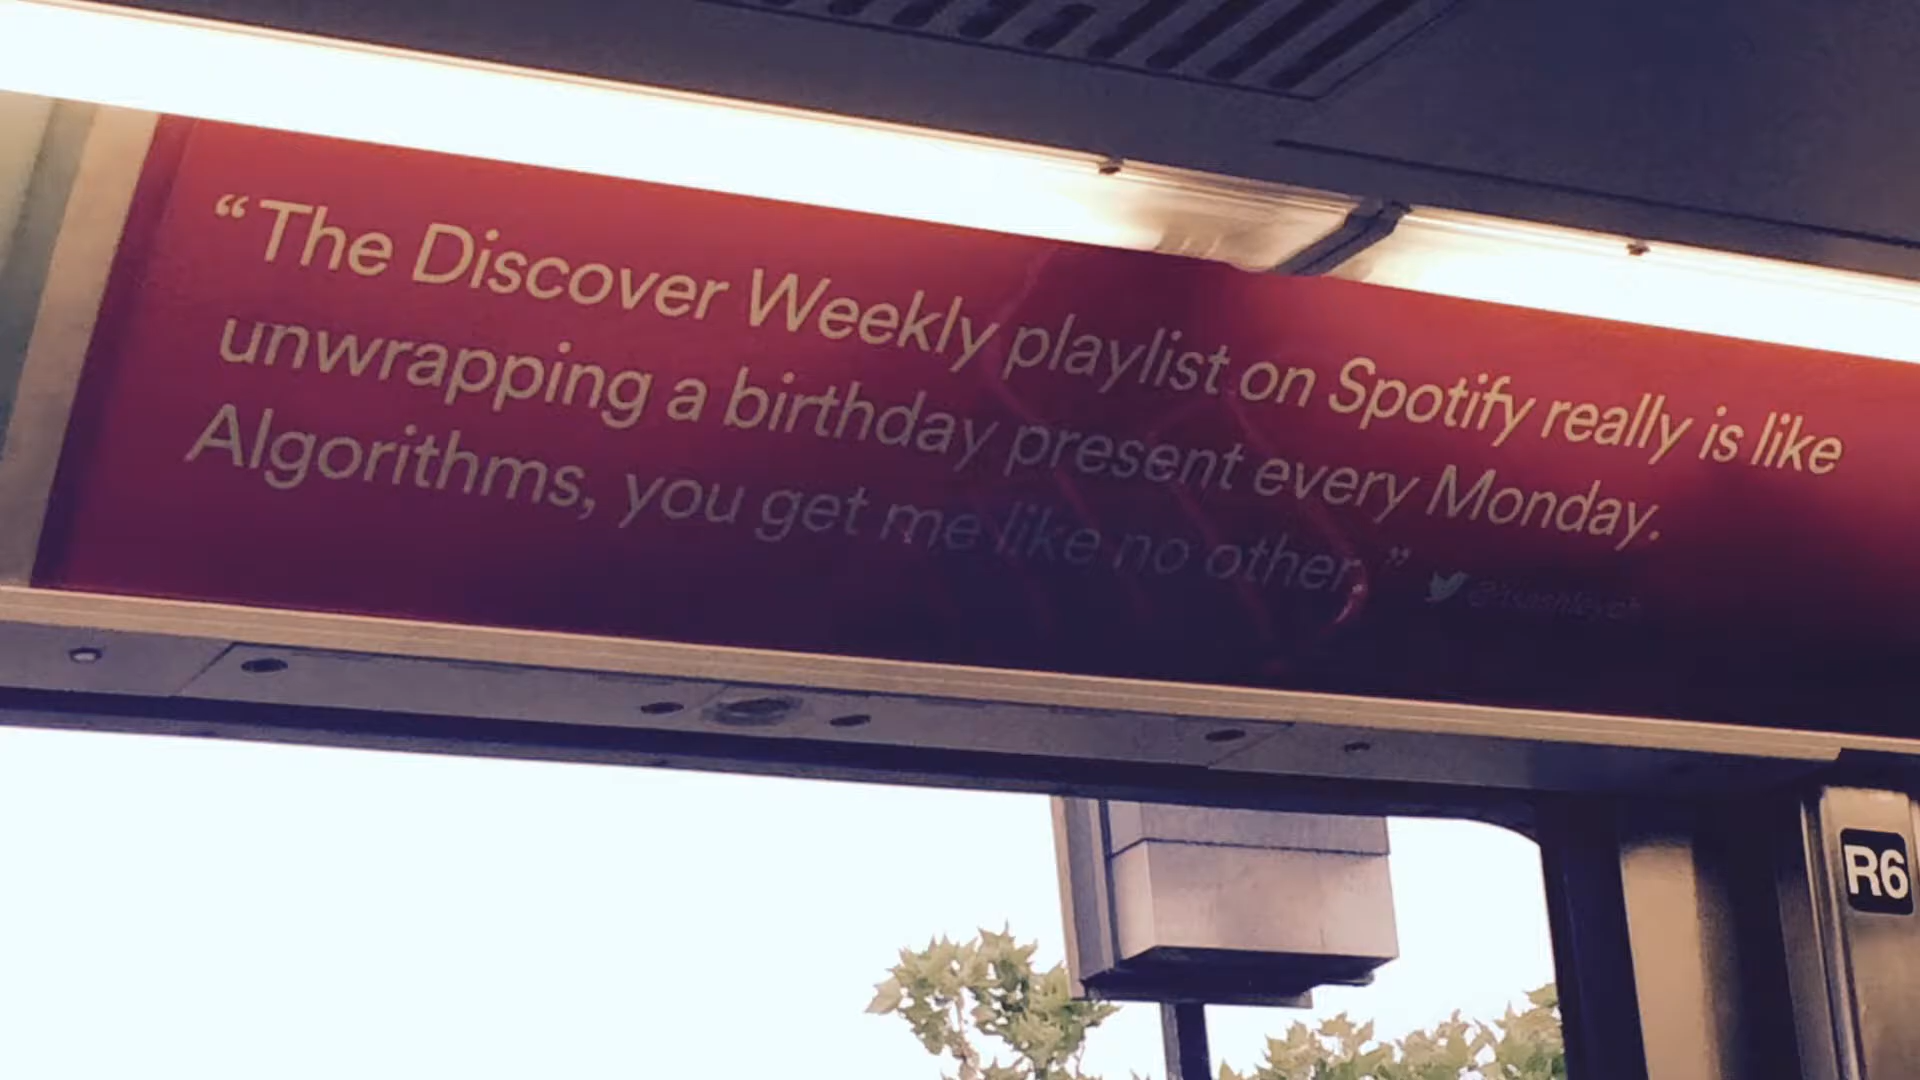 “The Discover Weekly playlist on Spotify really is like
unwrapping a birthday present every Monday.
Algorithms, you get me like no other.”
R6